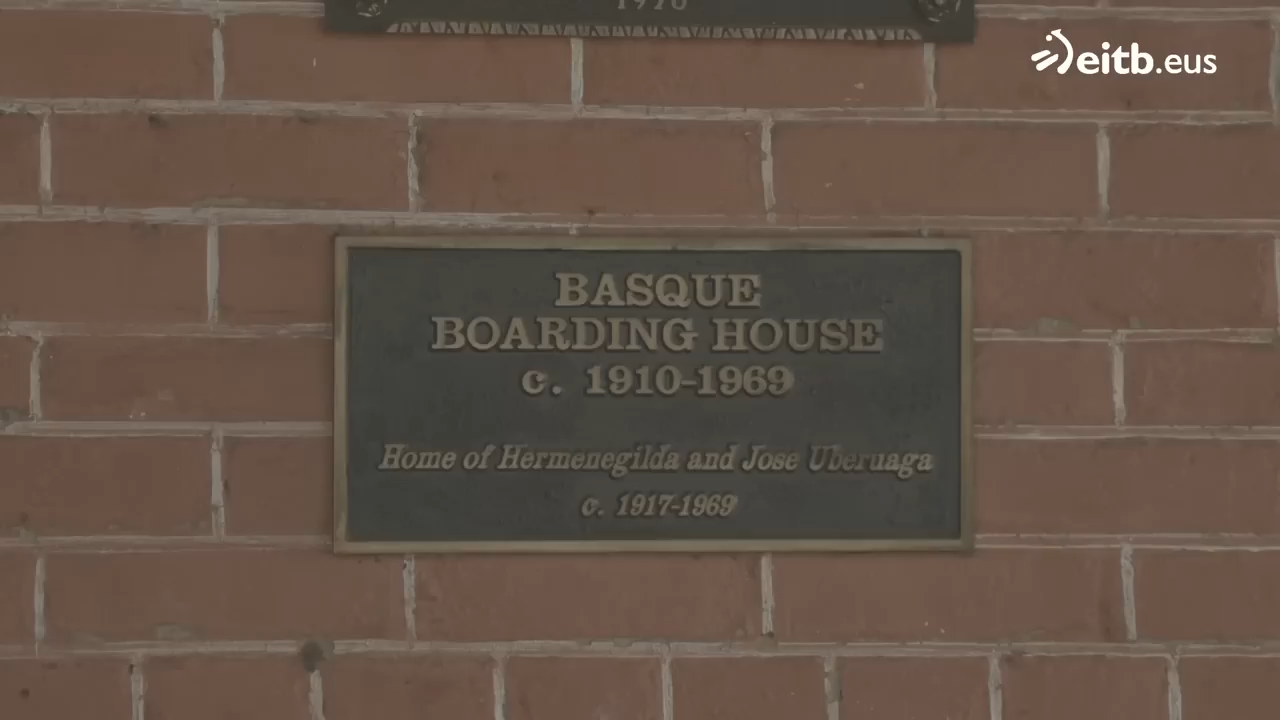 eitb.eus
BASQUE
BOARDING HOUSE
c. 1910-1969
Home of Hermenegilda and Jose Uberuaga
c. 1917-1969